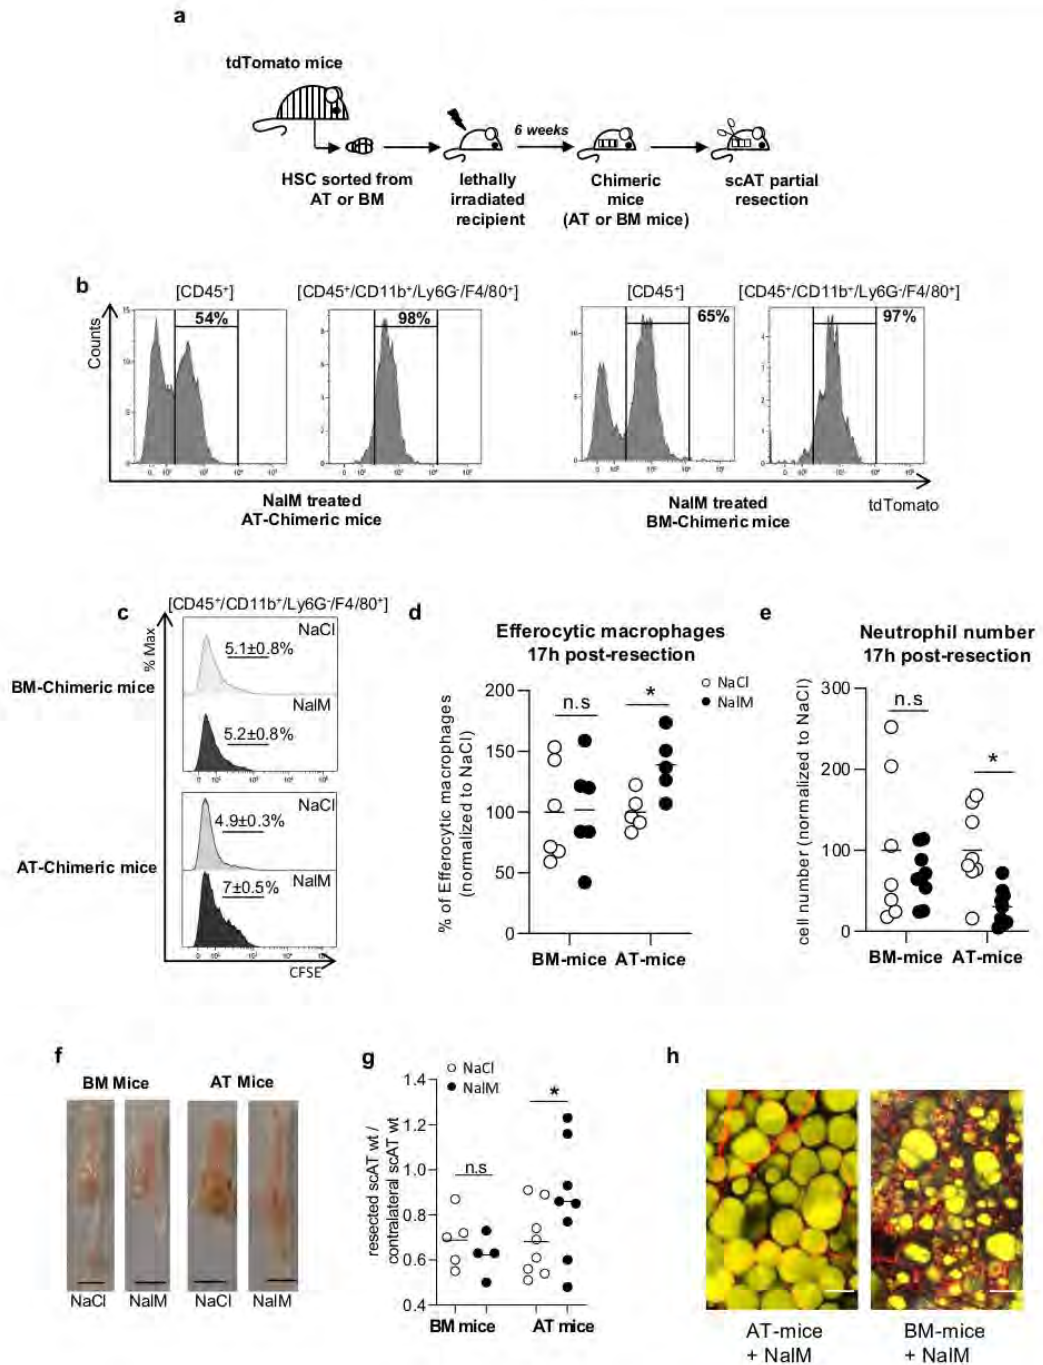 a
tdTomato mice
6 weeks
HSC sorted from
AT or BM
lethally
irradiated
recipient
Chimeric
mice
(AT or BM mice)
scAT partial
resection
b
[CD45+]
[CD45+/CD11b+/Ly6G-/F4/80+]
[CD45+]
[CD45+/CD11b+/Ly6G-/F4/80+]
54%
98%
65%
97%
Counts
NalM treated
AT-Chimeric mice
NalM treated
BM-Chimeric mice
tdTomato
c
[CD45+/CD11b+/Ly6G-/F4/80+]
% Max
NaCl
5.1±0.8%
BM-Chimeric mice
NalM
5.2±0.8%
NaCl
4.9±0.3%
AT-Chimeric mice
NalM
7±0.5%
CFSE
d
Efferocytic macrophages
17h post-resection
NaCl
NalM
% of Efferocytic macrophages
(normalized to NaCl)
200
150
100
50
0
n.s
*
BM-mice AT-mice
e
Neutrophil number
17h post-resection
cell number (normalized to NaCl)
300
200
100
0
n.s
*
BM-mice AT-mice
f
BM Mice
AT Mice
NaCl
NalM
NaCl
NalM
g
NaCl
NalM
resected scAT wt /
contralateral scAT wt
1.4
1.2
1.0
0.8
0.6
0.4
n.s
*
BM mice
AT mice
h
AT-mice
+ NalM
BM-mice
+ NalM